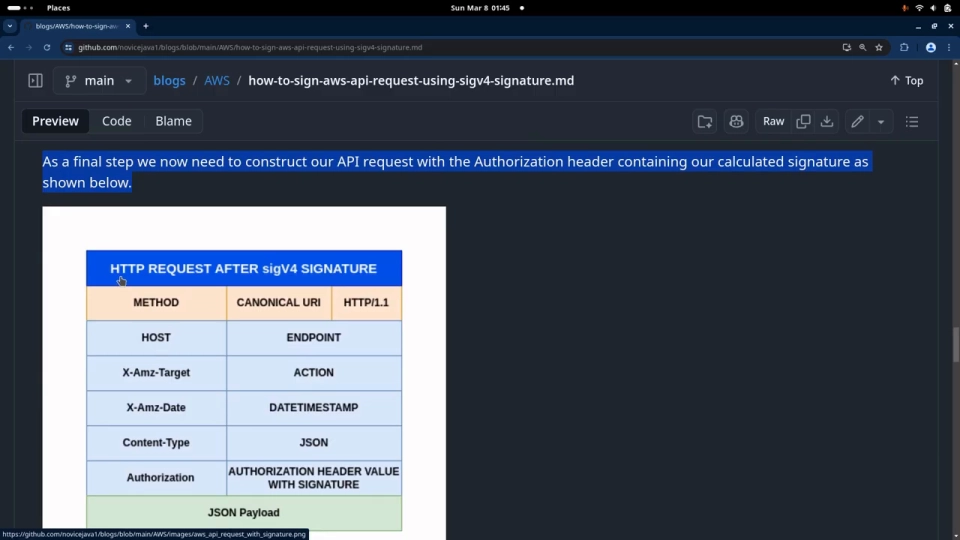 Places
Sun Mar 8 01:45
blogs/AWS/how-to-sign-aw
github.com/novicejava1/blogs/blob/main/AWS/how-to-sign-aws-api-request-using-sigv4-signature.md
main
blogs / AWS / how-to-sign-aws-api-request-using-sigv4-signature.md
Top
Preview Code Blame
Raw
As a final step we now need to construct our API request with the Authorization header containing our calculated signature as
shown below.
HTTP REQUEST AFTER sigV4 SIGNATURE
METHOD CANONICAL URI HTTP/1.1
HOST ENDPOINT
X-Amz-Target ACTION
X-Amz-Date DATETIMESTAMP
Content-Type JSON
Authorization AUTHORIZATION HEADER VALUE
WITH SIGNATURE
JSON Payload
https://github.com/novicejava1/blogs/blob/main/AWS/images/aws_api_request_with_signature.png